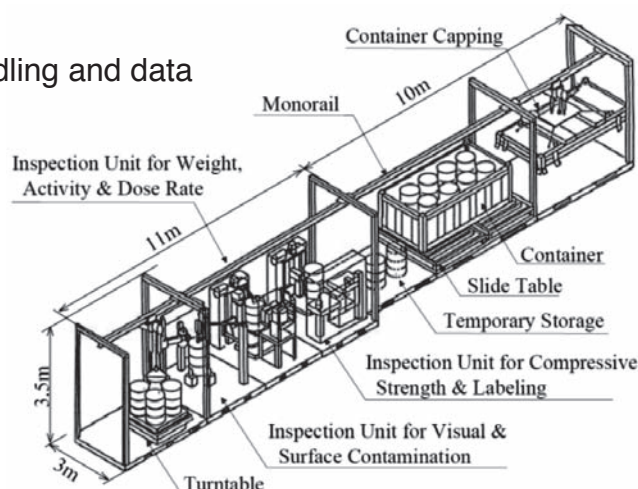 dling and data
Container Capping
10m
Monorail
Inspection Unit for Weight,
Activity & Dose Rate
11m
Container
Slide Table
Temporary Storage
Inspection Unit for Compressive
Strength & Labeling
3.5m
Inspection Unit for Visual &
Surface Contamination
3m
Turntable